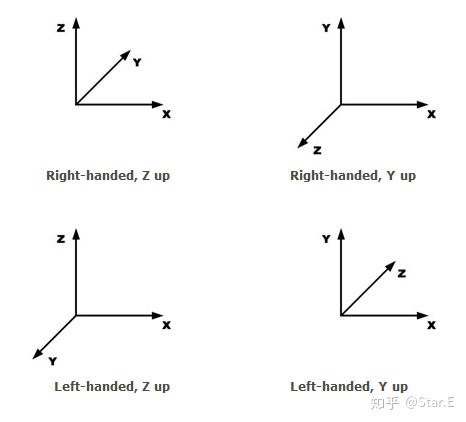 Z
Y
X
Right-handed, Z up
Y
X
Z
Right-handed, Y up
Z
X
Y
Left-handed, Z up
Y
Z
X
Left-handed, Y up
知乎 @Star.E